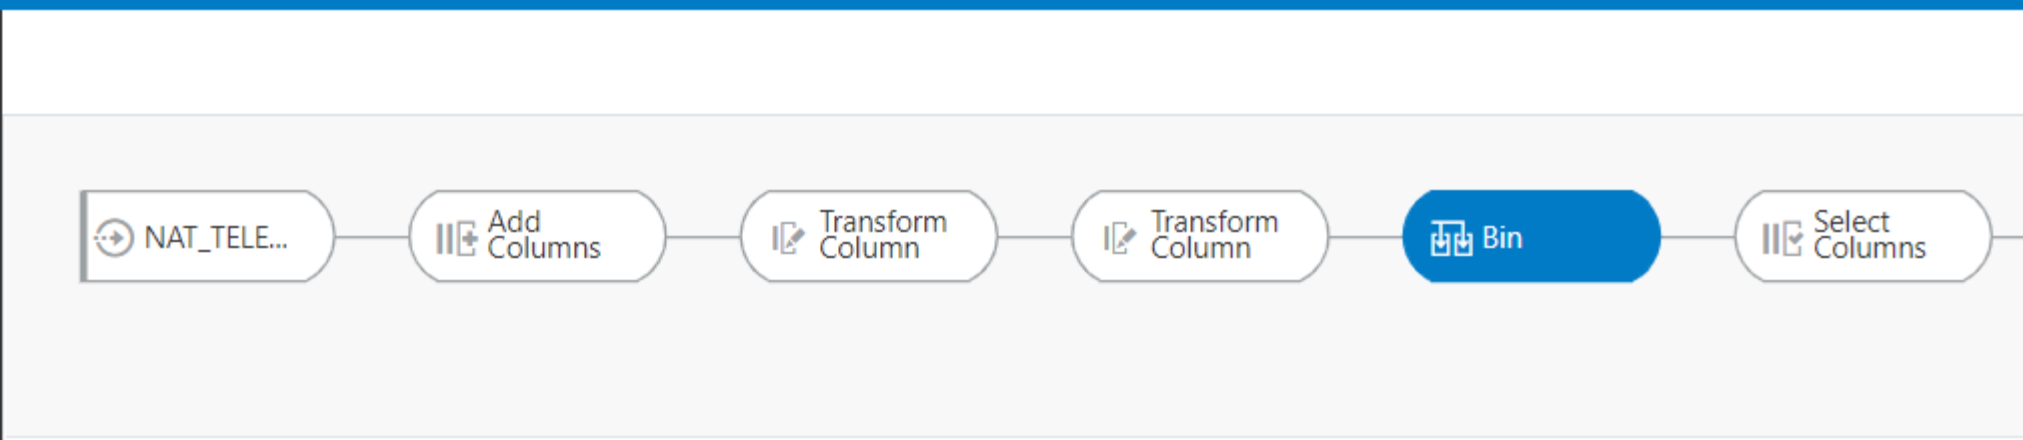 NAT_TELE...
Add
Columns
Transform
Column
Transform
Column
Bin
Select
Columns